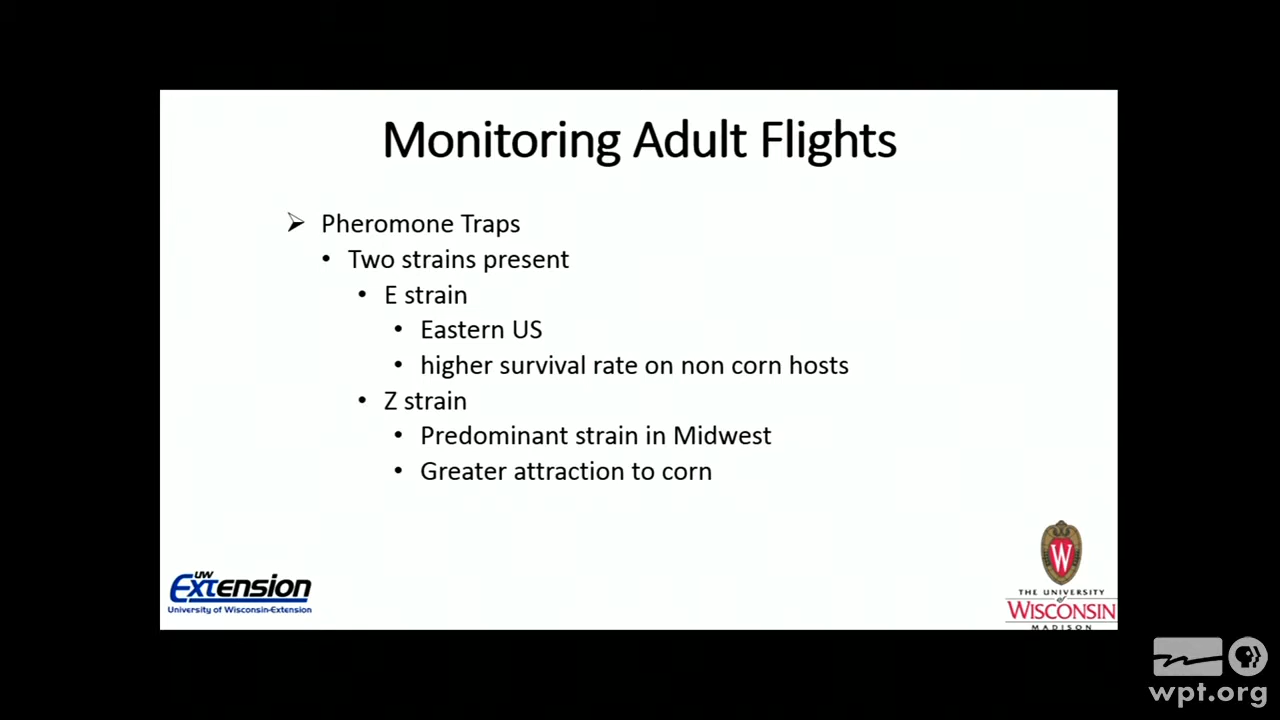 Monitoring Adult Flights
➢ Pheromone Traps
• Two strains present
• E strain
• Eastern US
• higher survival rate on non corn hosts
• Z strain
• Predominant strain in Midwest
• Greater attraction to corn
UW
Extension
University of Wisconsin-Extension
W
THE UNIVERSITY
of
WISCONSIN
MADISON
wpt.org